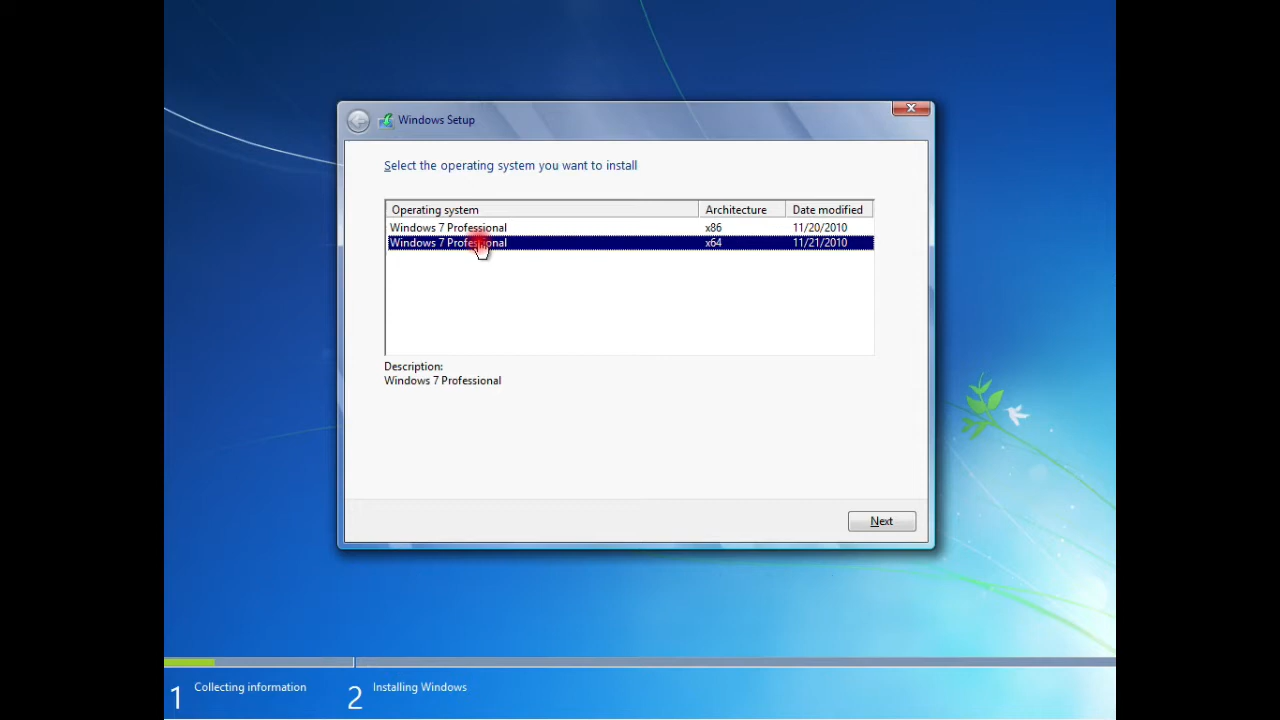 Windows Setup
Select the operating system you want to install
Operating system Architecture Date modified
Windows 7 Professional x86 11/20/2010
Windows 7 Professional x64 11/21/2010
Description:
Windows 7 Professional
Next
1 Collecting information 2 Installing Windows